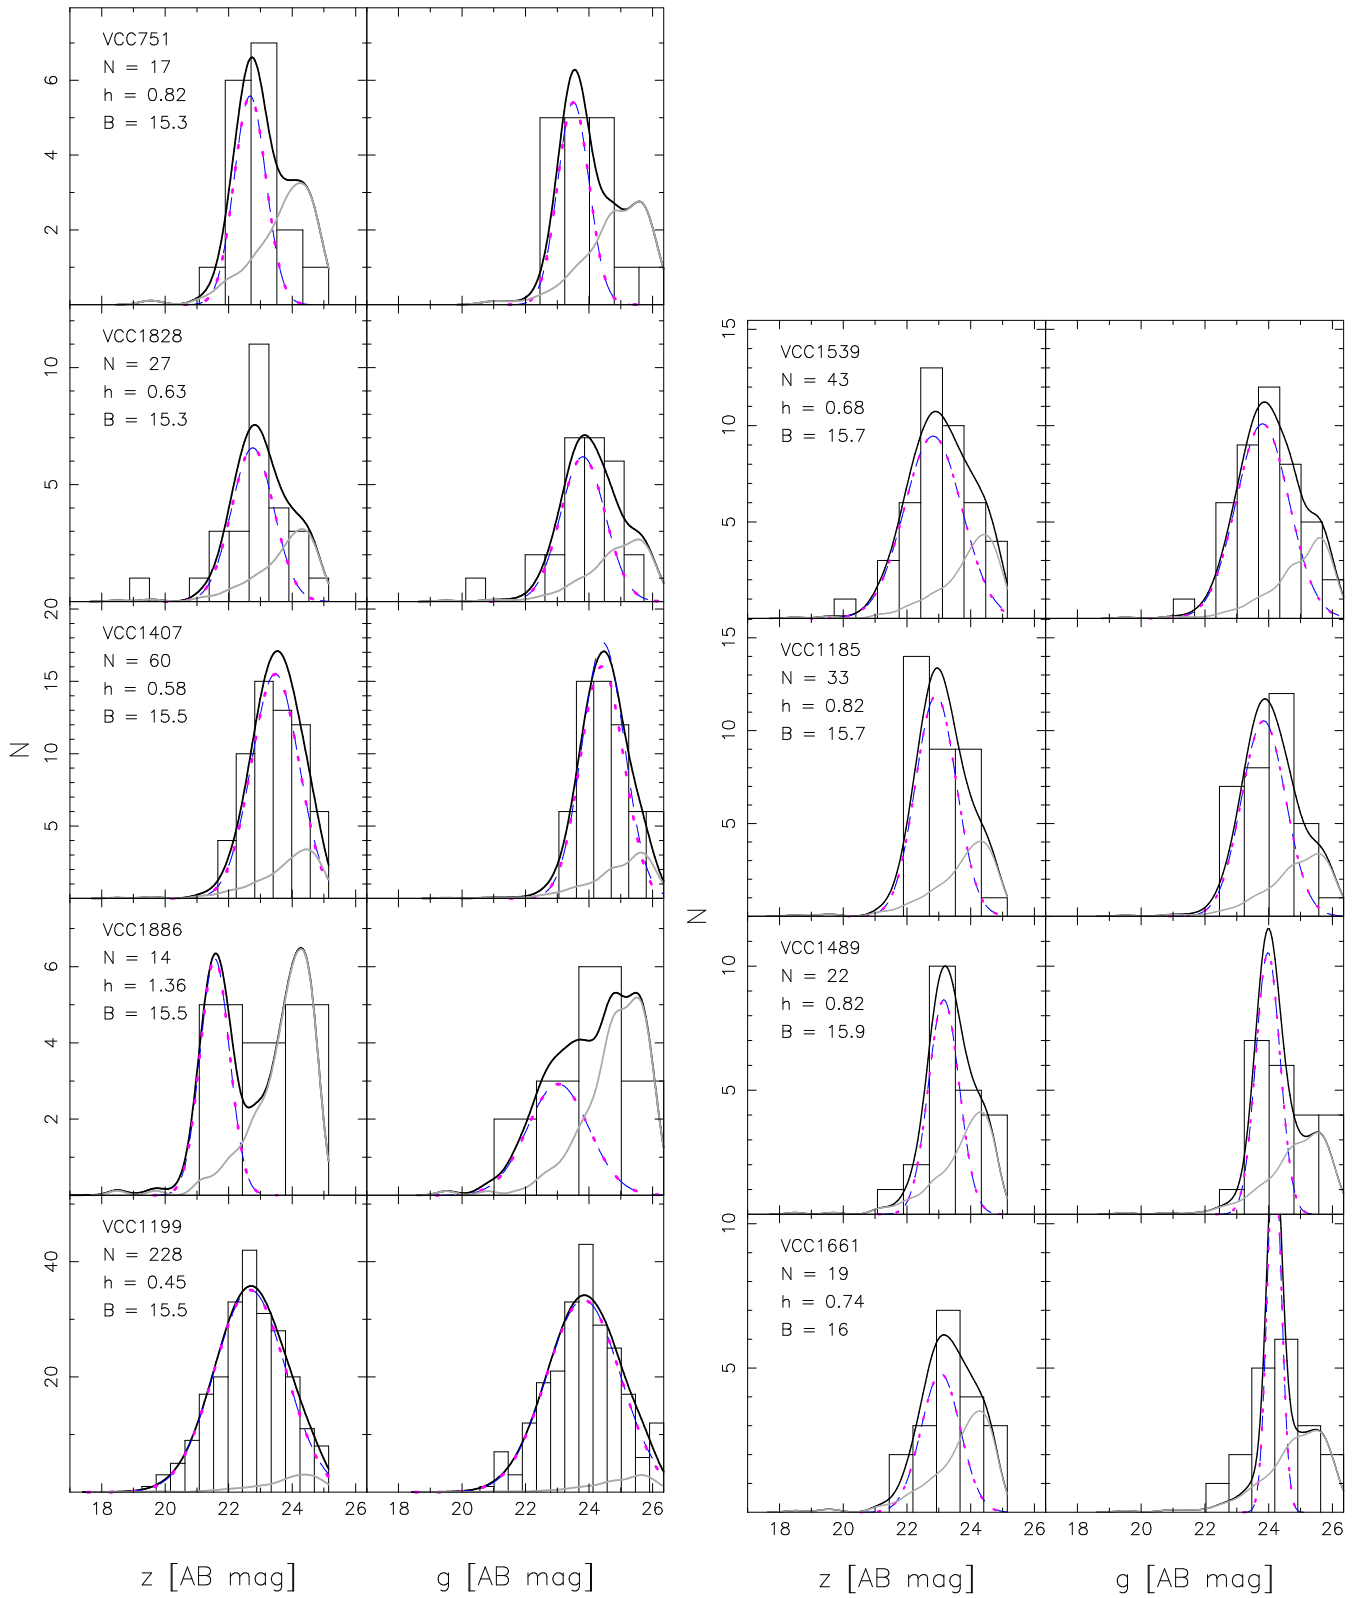 VCC751
N = 17
h = 0.82
B = 15.3
2
4
6
VCC1828
N = 27
h = 0.63
B = 15.3
0
5
10
VCC1407
N = 60
h = 0.58
B = 15.5
5
10
15
20
VCC1886
N = 14
h = 1.36
B = 15.5
2
4
6
VCC1199
N = 228
h = 0.45
B = 15.5
20
40
18 20 22 24 26 18 20 22 24 26
z [AB mag] g [AB mag]
N
VCC1539
N = 43
h = 0.68
B = 15.7
5
10
15
VCC1185
N = 33
h = 0.82
B = 15.7
5
10
15
VCC1489
N = 22
h = 0.82
B = 15.9
5
10
VCC1661
N = 19
h = 0.74
B = 16
5
10
0
18 20 22 24 26 18 20 22 24 26
z [AB mag] g [AB mag]
N